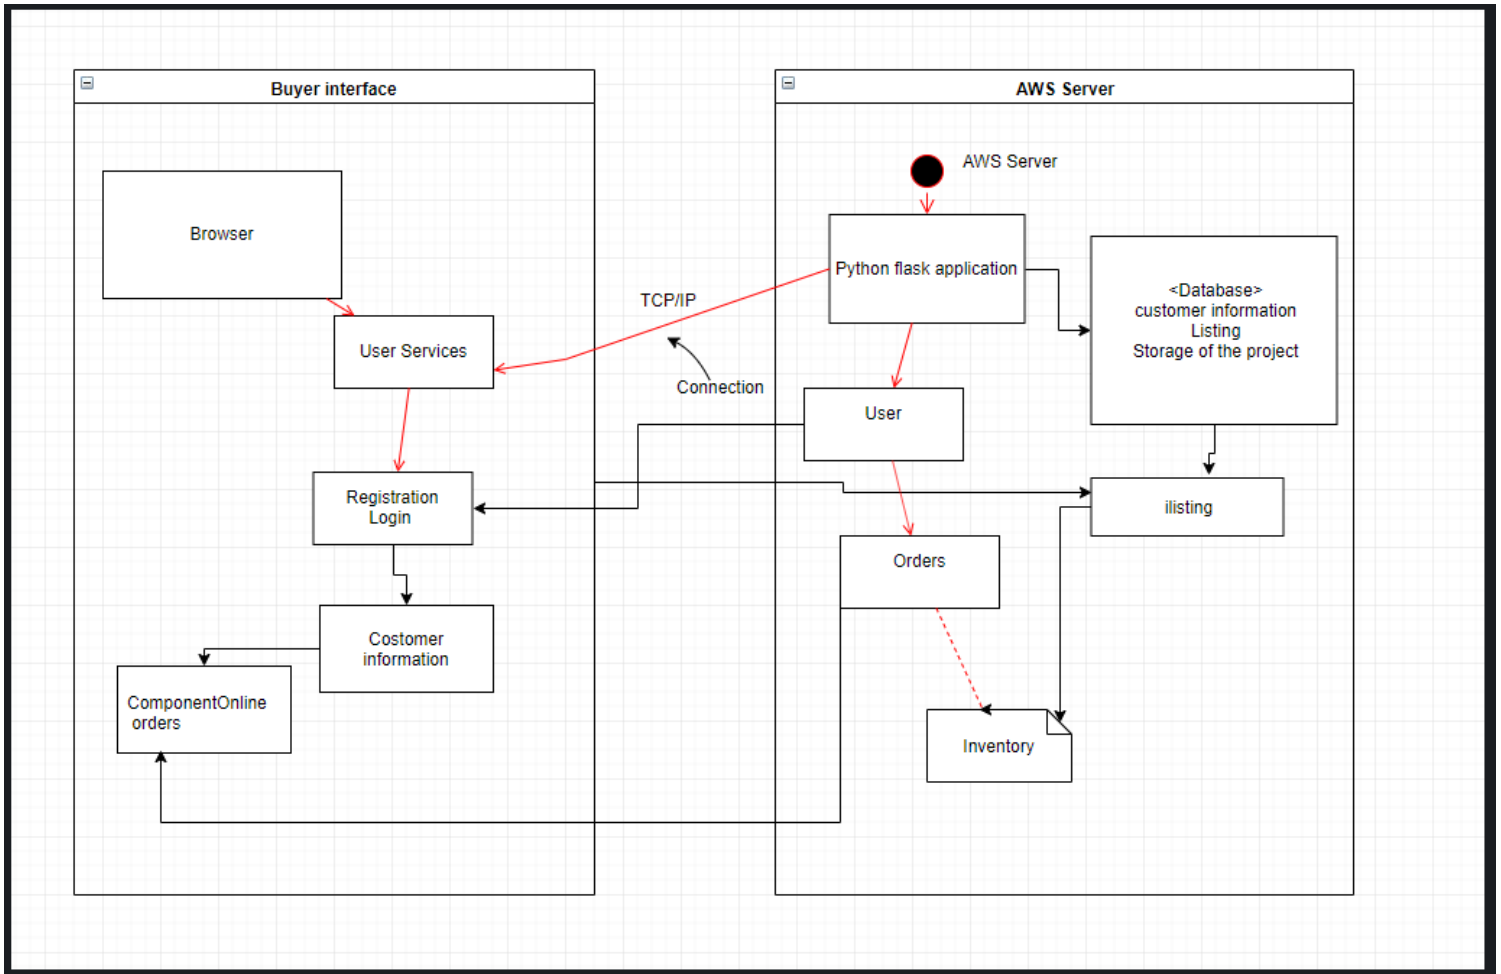 Buyer interface
AWS Server
AWS Server
Browser
Python flask application
<Database>
customer information
Listing
Storage of the project
TCP/IP
User Services
Connection
User
Registration
Login
ilisting
Orders
Costomer
information
ComponentOnline
orders
Inventory